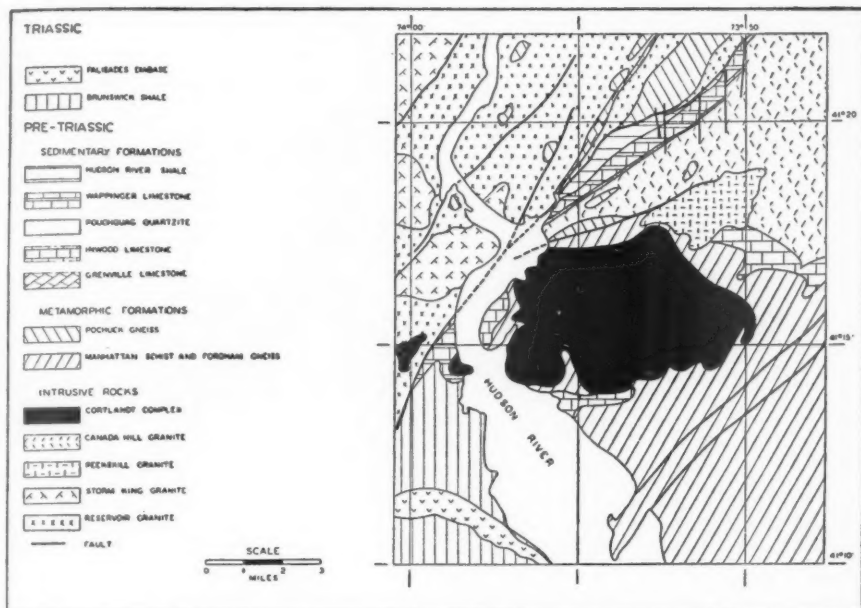 TRIASSIC
PALISADES DIABASE
BRUNSWICK SHALE
PRE-TRIASSIC
SEDIMENTARY FORMATIONS
HUDSON RIVER SHALE
WAPPINGER LIMESTONE
POUGHQUAG QUARTZITE
INWOOD LIMESTONE
GRENVILLE LIMESTONE
METAMORPHIC FORMATIONS
POCHUCK GNEISS
MANHATTAN SCHIST AND FORDHAM GNEISS
INTRUSIVE ROCKS
CORTLANDT COMPLEX
CANADA HILL GRANITE
PEEKSKILL GRANITE
STORM KING GRANITE
RESERVOIR GRANITE
FAULT
SCALE
0 1 2 3
MILES
74°00'
73°50'
41°20'
41°15'
HUDSON RIVER
41°10'